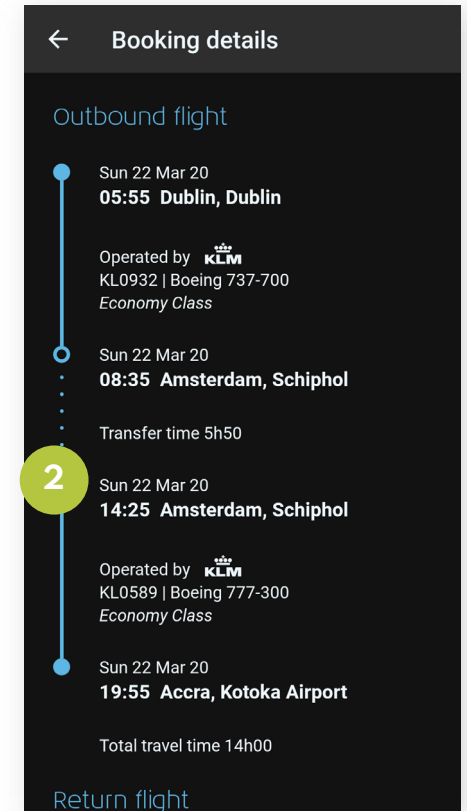 Booking details
Outbound flight
Sun 22 Mar 20
05:55 Dublin, Dublin
Operated by KLM
KL0932 | Boeing 737-700
Economy Class
Sun 22 Mar 20
08:35 Amsterdam, Schiphol
Transfer time 5h50
2
Sun 22 Mar 20
14:25 Amsterdam, Schiphol
Operated by KLM
KL0589 | Boeing 777-300
Economy Class
Sun 22 Mar 20
19:55 Accra, Kotoka Airport
Total travel time 14h00
Return flight